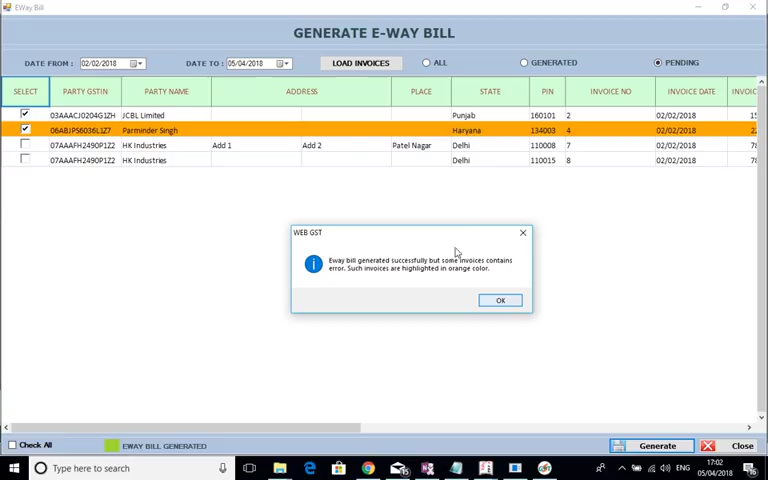 EWay Bill
GENERATE E-WAY BILL
DATE FROM : 02/02/2018 DATE TO : 05/04/2018 LOAD INVOICES ALL GENERATED PENDING
SELECT PARTY GSTIN PARTY NAME ADDRESS PLACE STATE PIN INVOICE NO INVOICE DATE INVOIC
03AAACJ0204G1ZH JCBL Limited Punjab 160101 2 02/02/2018 15
06ABJPS6036L1Z7 Parminder Singh Haryana 134003 4 02/02/2018 22
07AAAFH2490P1Z2 HK Industries Add 1 Add 2 Patel Nagar Delhi 110008 7 02/02/2018 78
07AAAFH2490P1Z2 HK Industries Delhi 110015 8 02/02/2018 78
WEB GST
Eway bill generated successfully but some invoices contains
error. Such invoices are highlighted in orange color.
OK
Check All EWAY BILL GENERATED Generate Close
Type here to search ENG 17:02
05/04/2018